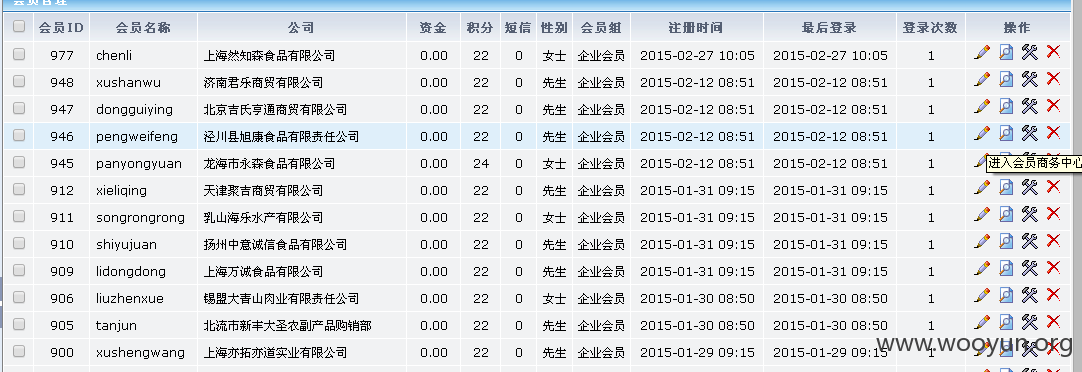 会员管理
会员ID 会员名称 公司 资金 积分 短信 性别 会员组 注册时间 最后登录 登录次数 操作
977 chenli 上海然知森食品有限公司 0.00 22 0 女士 企业会员 2015-02-27 10:05 2015-02-27 10:05 1
948 xushanwu 济南君乐商贸有限公司 0.00 22 0 先生 企业会员 2015-02-12 08:51 2015-02-12 08:51 1
947 dongguiying 北京吉氏亨通商贸有限公司 0.00 22 0 先生 企业会员 2015-02-12 08:51 2015-02-12 08:51 1
946 pengweifeng 泾川县旭康食品有限责任公司 0.00 22 0 先生 企业会员 2015-02-12 08:51 2015-02-12 08:51 1
945 panyongyuan 龙海市永森食品有限公司 0.00 24 0 女士 企业会员 2015-02-12 08:51 2015-02-12 08:51 1
进入会员商务中心
912 xieliqing 天津聚吉商贸有限公司 0.00 22 0 先生 企业会员 2015-01-31 09:15 2015-01-31 09:15 1
911 songrongrong 乳山海乐水产有限公司 0.00 22 0 女士 企业会员 2015-01-31 09:15 2015-01-31 09:15 1
910 shiyujuan 扬州中意诚信食品有限公司 0.00 22 0 先生 企业会员 2015-01-31 09:15 2015-01-31 09:15 1
909 lidongdong 上海万诚食品有限公司 0.00 22 0 先生 企业会员 2015-01-31 09:15 2015-01-31 09:15 1
906 liuzhenxue 锡盟大青山肉业有限责任公司 0.00 22 0 女士 企业会员 2015-01-30 08:50 2015-01-30 08:50 1
905 tanjun 北流市新丰大圣农副产品购销部 0.00 22 0 先生 企业会员 2015-01-30 08:50 2015-01-30 08:50 1
900 xushengwang 上海亦拓亦道实业有限公司 0.00 22 0 先生 企业会员 2015-01-29 09:15 2015-01-29 09:15 1
www.wooyun.org